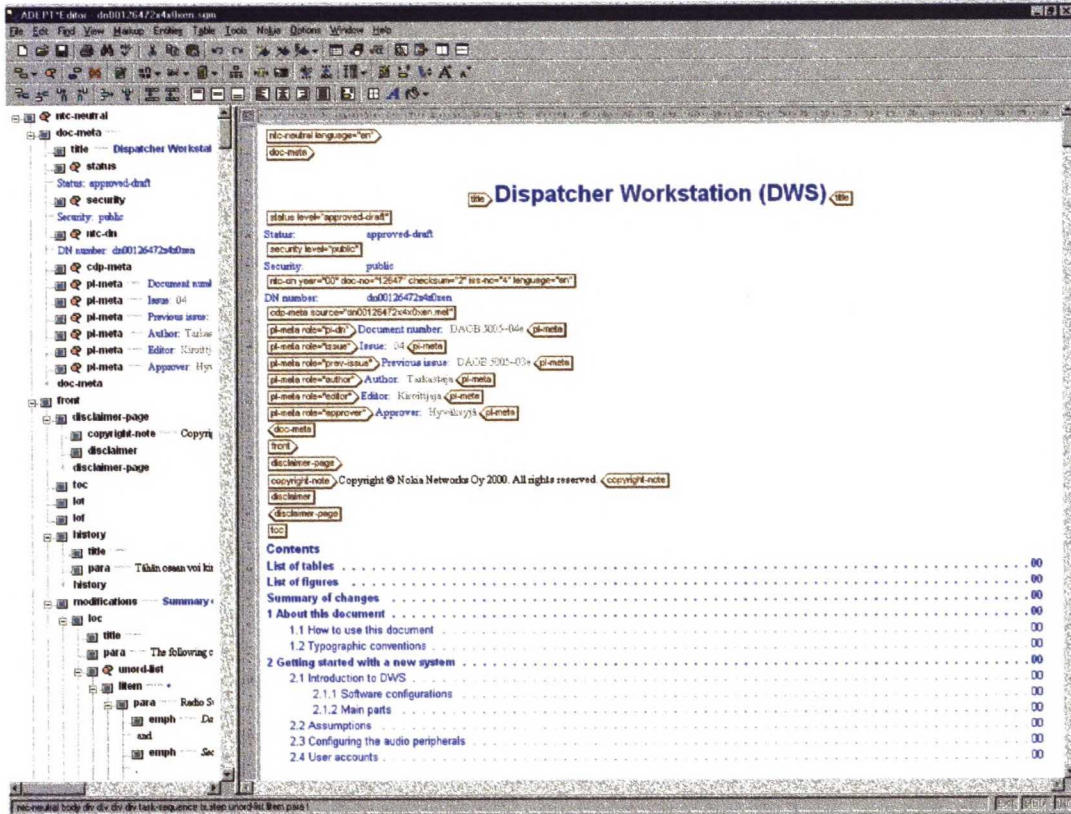 ADEPT*Editor - dn00126472x4x0xen.sgm
File Edit Find View Markup Entities Table Tools Nokia Options Window Help
ntc-neutral
doc-meta
title Dispatcher Workstat
status
Status: approved-draft
security
Security: public
ntc-dn
DN number: dn00126472x4x0xen
cdp-meta
pl-meta Document numl
pl-meta Issue: 04
pl-meta Previous issue:
pl-meta Author: Tarkas
pl-meta Editor: Kirjoitt
pl-meta Approver: Hyv
doc-meta
front
disclaimer-page
copyright-note Copyri
disclaimer
disclaimer-page
toc
lot
lof
history
title
para Tähän osaan voi kir
history
modifications Summary
loc
title
para The following c
unord-list
litem
para Radio S
emph Da
and
emph Sec
ntc-neutral language="en"
doc-meta
title Dispatcher Workstation (DWS) title
status level="approved-draft"
Status: approved-draft
security level="public"
Security: public
ntc-dn year="00" doc-no="12647" checksum="2" iss-no="4" language="en"
DN number: dn00126472x4x0xen
cdp-meta source="dn00126472x4x0xen.mel"
pl-meta role="pl-dn" Document number: DAOB 5005-04e pl-meta
pl-meta role="issue" Issue: 04 pl-meta
pl-meta role="prev-issue" Previous issue: DAOB 5005-03e pl-meta
pl-meta role="author" Author: Tarkastaja pl-meta
pl-meta role="editor" Editor: Kirjoittaja pl-meta
pl-meta role="approver" Approver: Hyväksyjä pl-meta
doc-meta
front
disclaimer-page
copyright-note Copyright © Nokia Networks Oy 2000. All rights reserved. copyright-note
disclaimer
disclaimer-page
toc
Contents
List of tables 00
List of figures 00
Summary of changes 00
1 About this document 00
1.1 How to use this document 00
1.2 Typographic conventions 00
2 Getting started with a new system 00
2.1 Introduction to DWS 00
2.1.1 Software configurations 00
2.1.2 Main parts 00
2.2 Assumptions 00
2.3 Configuring the audio peripherals 00
2.4 User accounts 00
ntc-neutral body div div div div task-sequence ts step unord-list litem para